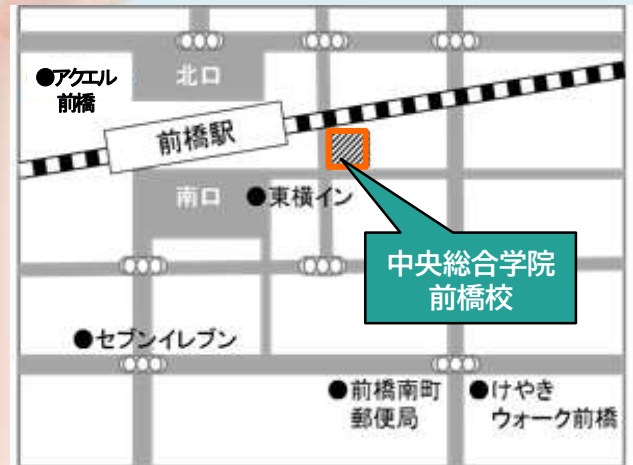 ●アクエル
前橋
北口
前橋駅
南口
●東横イン
中央総合学院
前橋校
●セブンイレブン
●前橋南町
郵便局
●けやき
ウォーク前橋